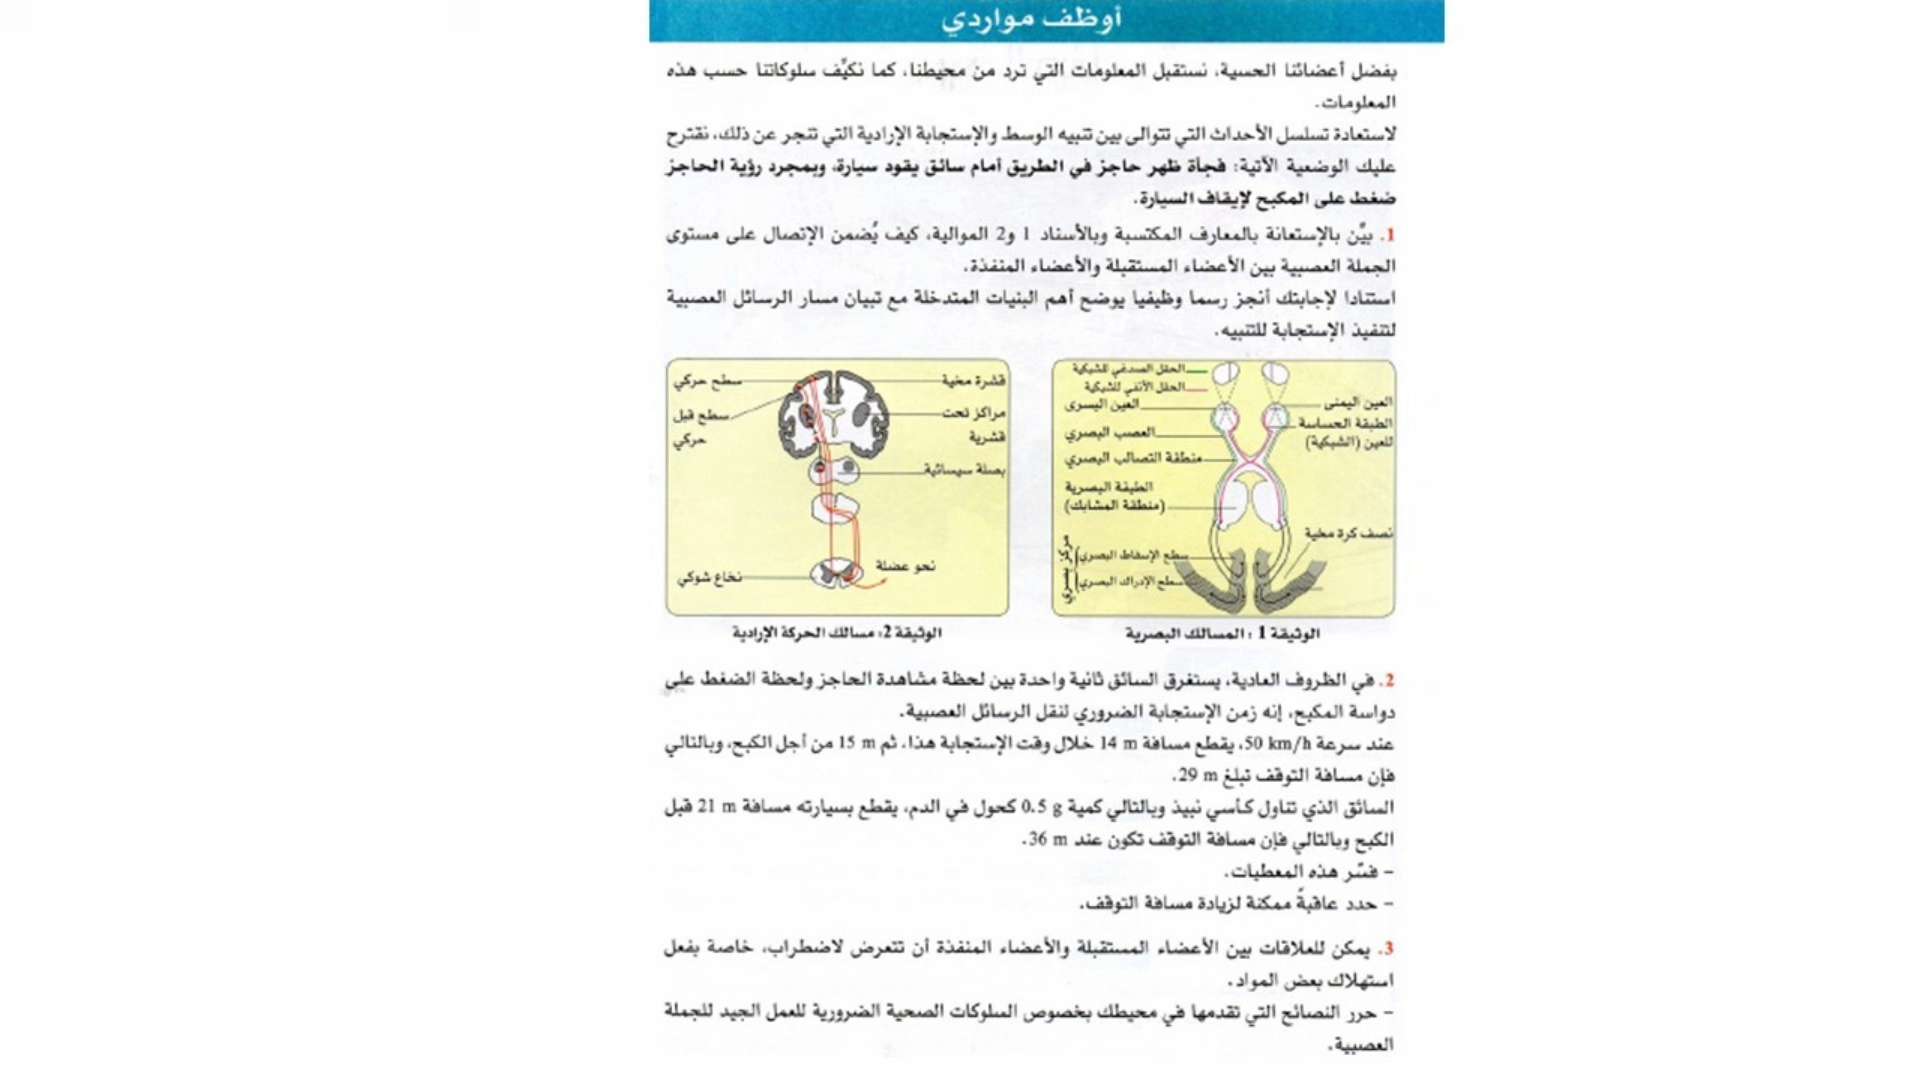 أوظف مواردي
بفضل أعضائنا الحسية، نستقبل المعلومات التي ترد من محيطنا، كما نكيِّف سلوكاتنا حسب هذه
المعلومات.
لاستعادة تسلسل الأحداث التي تتوالى بين تنبيه الوسط والإستجابة الإرادية التي تنجر عن ذلك، نقترح
عليك الوضعية الآتية: فجأة ظهر حاجز في الطريق أمام سائق يقود سيارة، وبمجرد رؤية الحاجز
ضغط على المكبح لإيقاف السيارة.
1. بيِّن بالإستعانة بالمعارف المكتسبة وبالأسناد 1 و2 الموالية، كيف يُضمن الإتصال على مستوى
الجملة العصبية بين الأعضاء المستقبلة والأعضاء المنفذة.
استنادا لإجابتك أنجز رسما وظيفيا يوضح أهم البنيات المتدخلة مع تبيان مسار الرسائل العصبية
لتنفيذ الإستجابة للتنبيه.
الحقل الصدغي للشبكية
الحقل الأنفي للشبكية
العين اليمنى
العين اليسرى
الطبقة الحساسة
للعين (الشبكية)
العصب البصري
منطقة التصالب البصري
الطبقة البصرية
(منطقة المشابك)
نصف كرة مخية
مركز بصري
سطح الإسقاط البصري
سطح الإدراك البصري
الوثيقة 1 : المسالك البصرية
قشرة مخية
سطح حركي
مراكز تحت
قشرية
سطح قبل
حركي
بصلة سيسائية
نحو عضلة
نخاع شوكي
الوثيقة 2: مسالك الحركة الإرادية
2. في الظروف العادية، يستغرق السائق ثانية واحدة بين لحظة مشاهدة الحاجز ولحظة الضغط على
دواسة المكبح، إنه زمن الإستجابة الضروري لنقل الرسائل العصبية.
عند سرعة 50 km/h، يقطع مسافة 14 m خلال وقت الإستجابة هذا، ثم 15 m من أجل الكبح، وبالتالي
فإن مسافة التوقف تبلغ 29 m.
السائق الذي تناول كأسي نبيذ وبالتالي كمية 0.5 g كحول في الدم، يقطع بسيارته مسافة 21 m قبل
الكبح وبالتالي فإن مسافة التوقف تكون عند 36 m.
- فسِّر هذه المعطيات.
- حدد عاقبةً ممكنة لزيادة مسافة التوقف.
3. يمكن للعلاقات بين الأعضاء المستقبلة والأعضاء المنفذة أن تتعرض لاضطراب، خاصة بفعل
استهلاك بعض المواد.
- حرر النصائح التي تقدمها في محيطك بخصوص السلوكات الصحية الضرورية للعمل الجيد للجملة
العصبية.